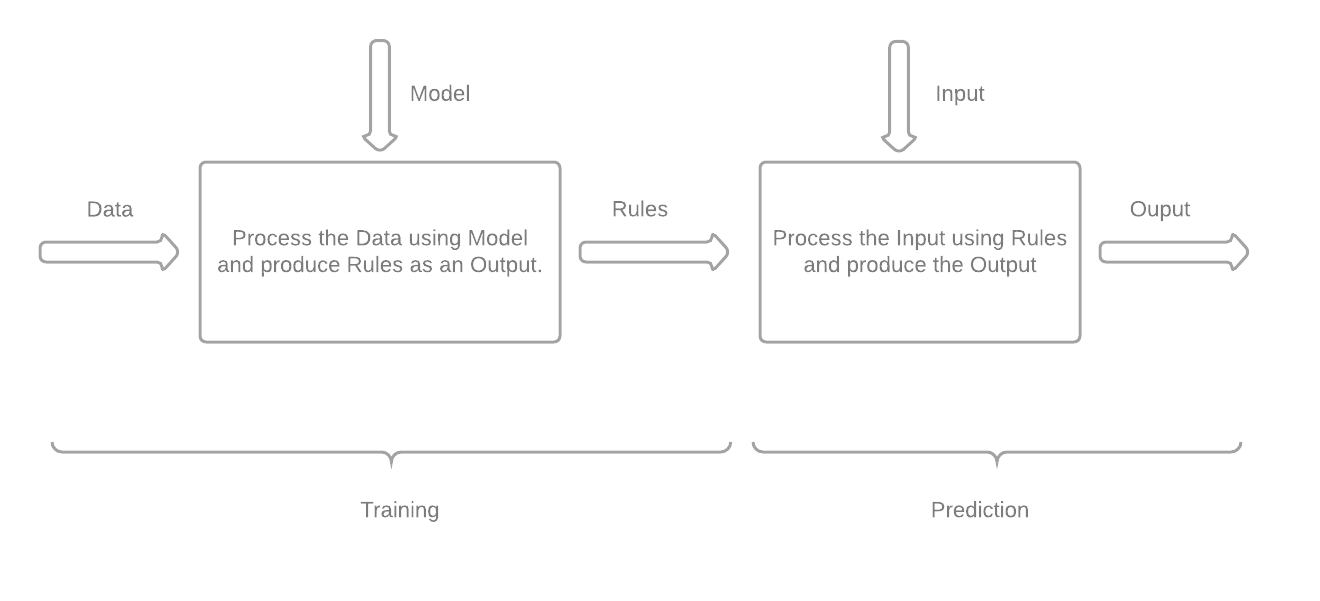 Model
Input
Data
Rules
Ouput
Process the Data using Model
and produce Rules as an Output.
Process the Input using Rules
and produce the Output
Training
Prediction